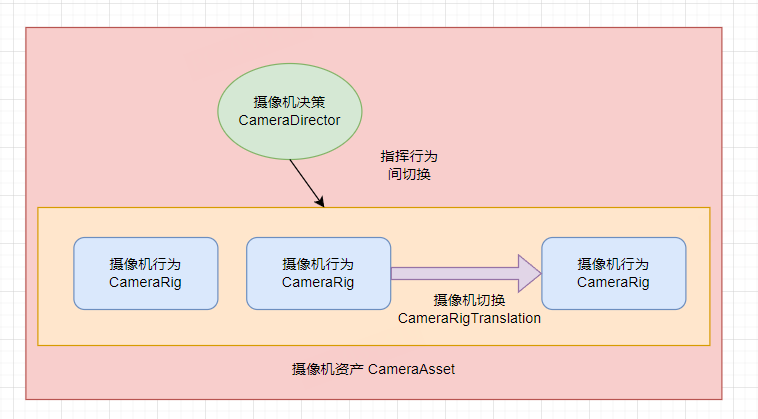 摄像机决策
CameraDirector
指挥行为
间切换
摄像机行为
CameraRig
摄像机行为
CameraRig
摄像机行为
CameraRig
摄像机切换
CameraRigTranslation
摄像机资产 CameraAsset